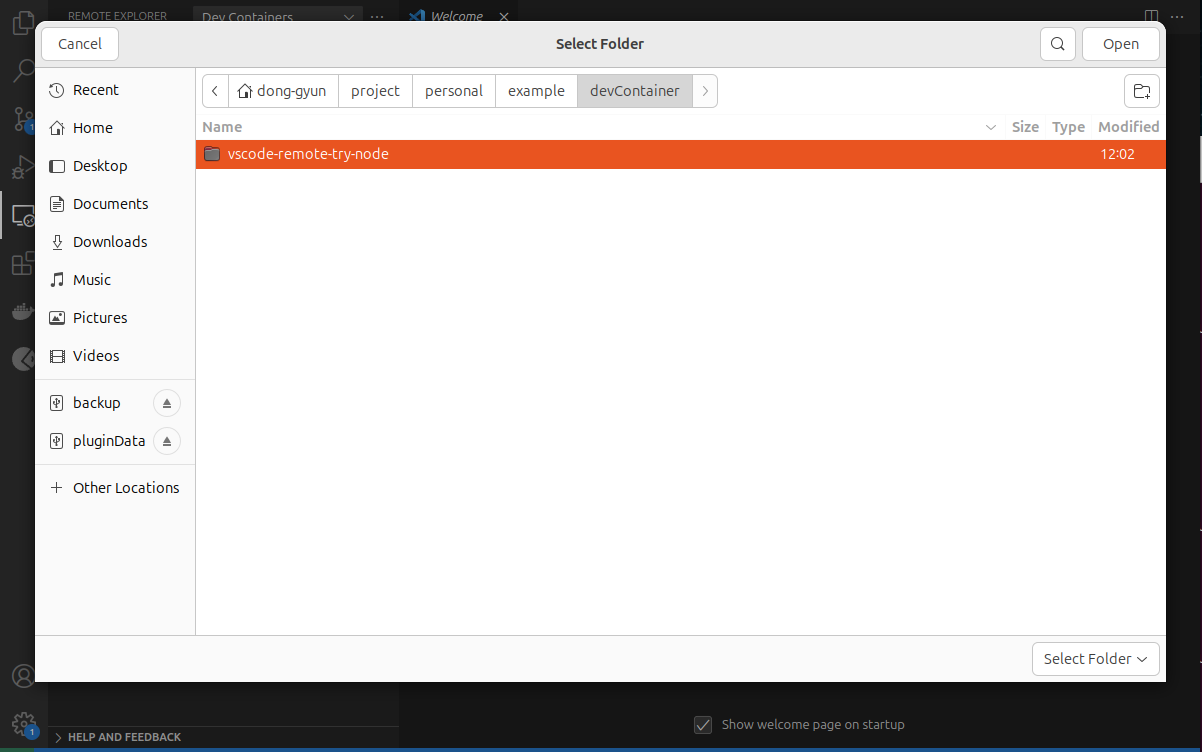 REMOTE EXPLORER Dev Containers Welcome
Cancel Select Folder Open
Recent
Home
Desktop
Documents
Downloads
Music
Pictures
Videos
backup
pluginData
Other Locations
dong-gyun project personal example devContainer
Name Size Type Modified
vscode-remote-try-node 12:02
Select Folder
1
1
Show welcome page on startup
HELP AND FEEDBACK